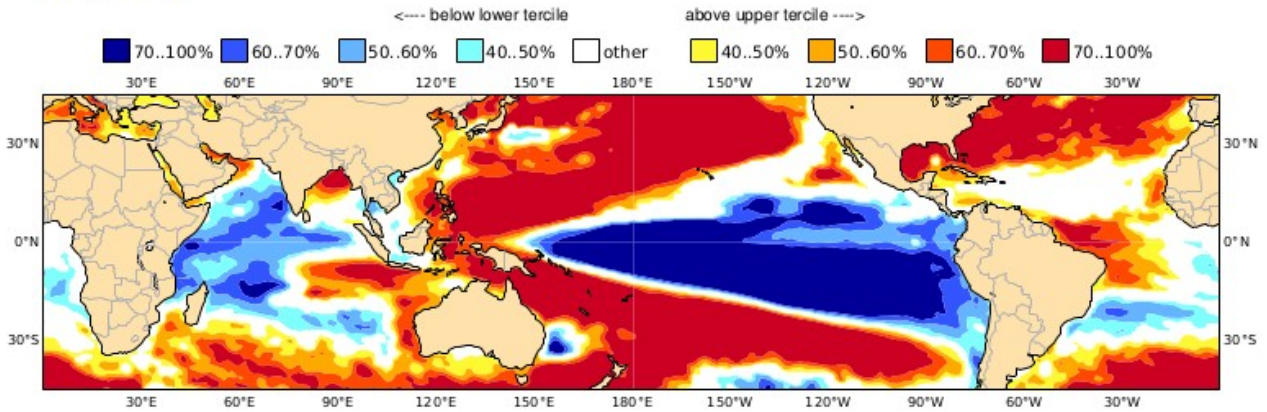 <---- below lower tercile above upper tercile ---->
70..100% 60..70% 50..60% 40..50% other 40..50% 50..60% 60..70% 70..100%
30°E 60°E 90°E 120°E 150°E 180°W 150°W 120°W 90°W 60°W 30°W
30°N 30°N
0°N 0°N
30°S 30°S
30°E 60°E 90°E 120°E 150°E 180°W 150°W 120°W 90°W 60°W 30°W